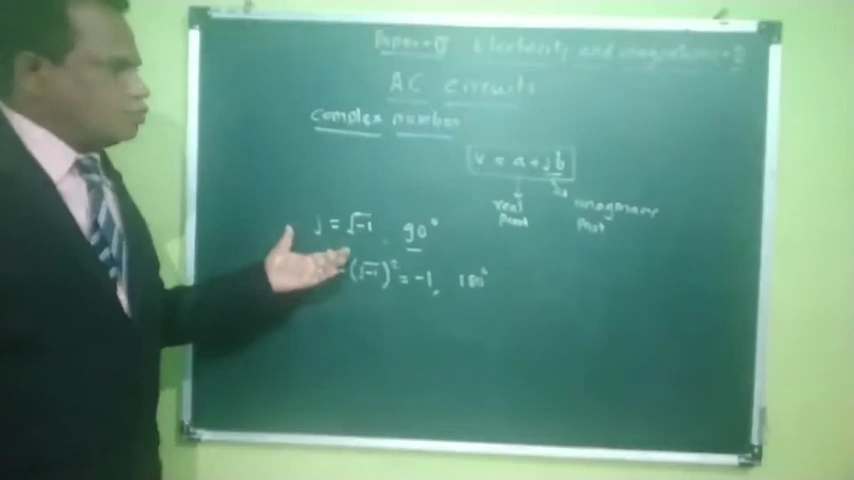 Paper-II Electricity and magnetism-II
AC circuits
complex number
V = a + jb
real part
imaginary part
j = √-1 90°
= (√-1)² = -1, 180°